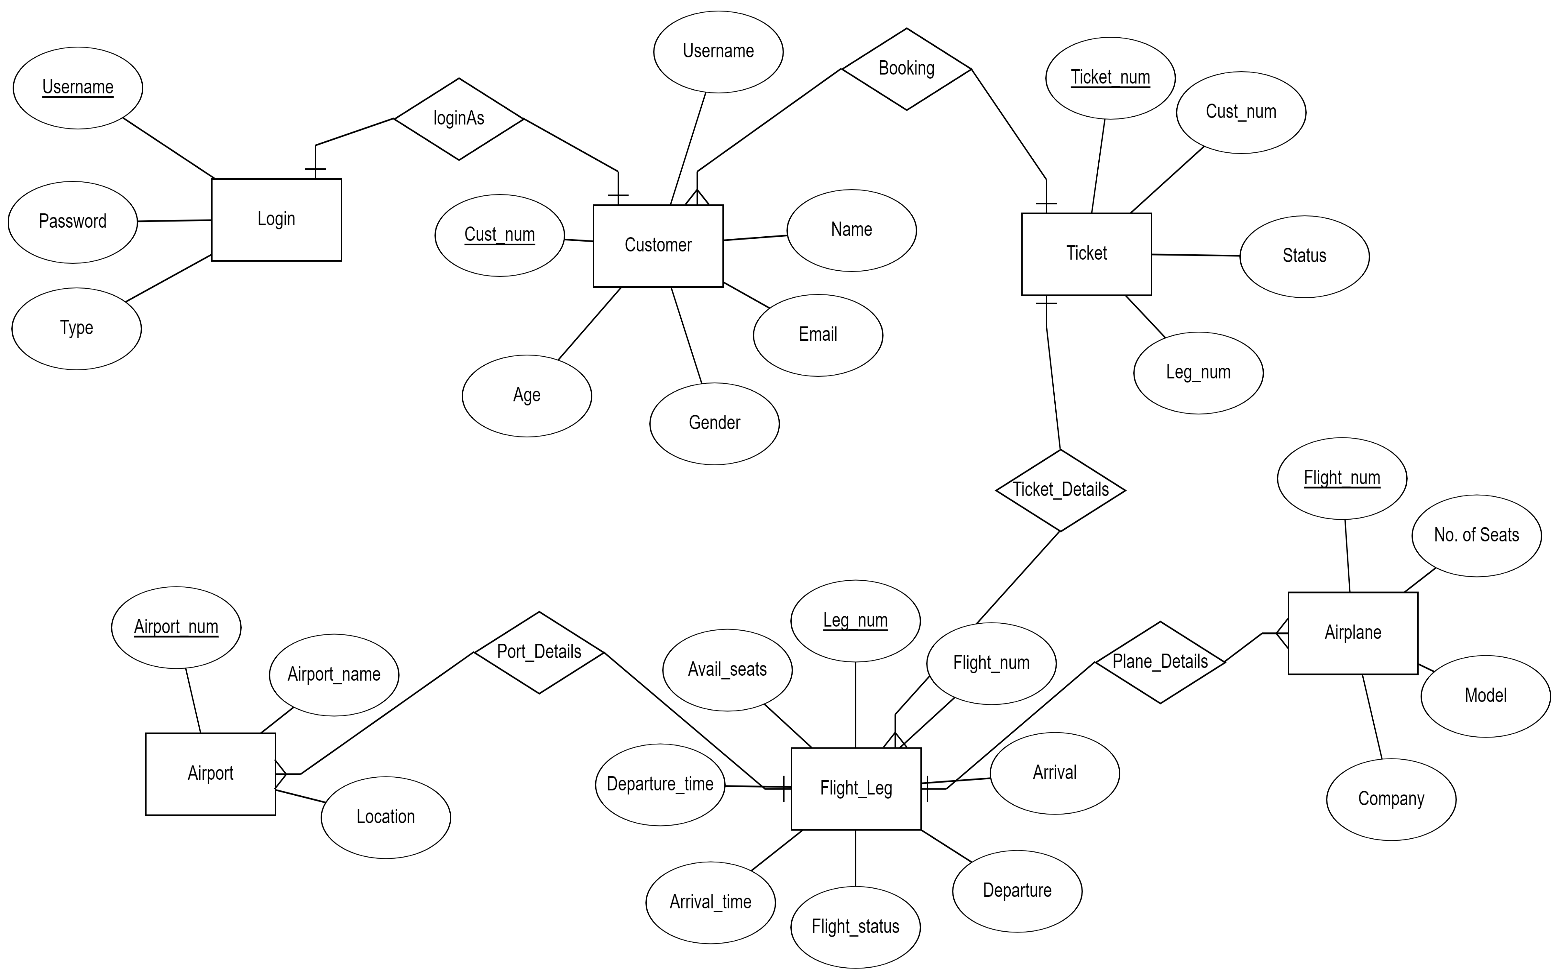 Username
Booking
Username
Ticket_num
loginAs
Cust_num
Password
Login
Cust_num
Customer
Name
Ticket
Status
Type
Email
Leg_num
Age
Gender
Ticket_Details
Flight_num
No. of Seats
Airport_num
Leg_num
Airplane
Airport_name
Port_Details
Avail_seats
Flight_num
Plane_Details
Model
Airport
Departure_time
Flight_Leg
Arrival
Location
Company
Arrival_time
Flight_status
Departure